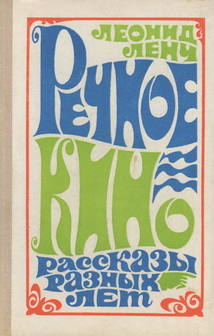 ЛЕОНИД
ЛЕНЧ
РЕЧНОЕ
КИНО
рассказы
разных
лет